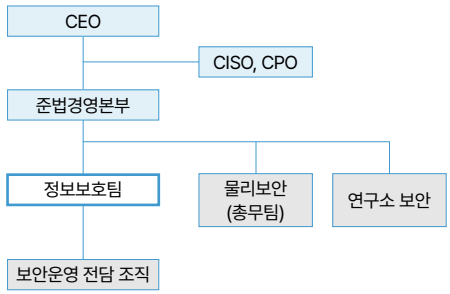 CEO
CISO, CPO
준법경영본부
정보보호팀
물리보안
(총무팀)
연구소 보안
보안운영 전담 조직